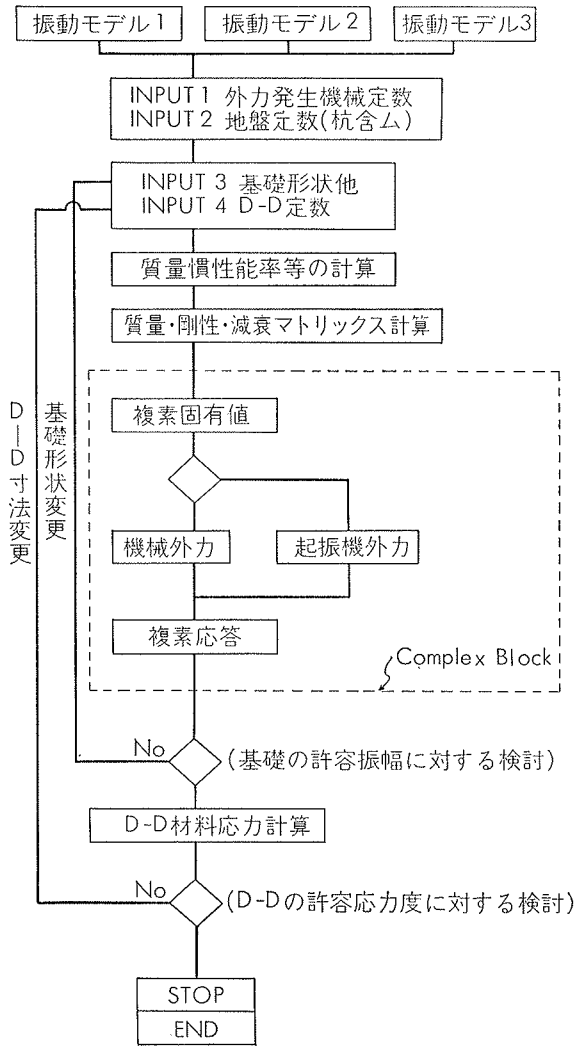 振動モデル1
振動モデル2
振動モデル3
INPUT 1 外力発生機械定数
INPUT 2 地盤定数(杭含ム)
INPUT 3 基礎形状他
INPUT 4 D-D定数
質量慣性能率等の計算
質量・剛性・減衰マトリックス計算
複素固有値
機械外力
起振機外力
複素応答
Complex Block
基礎形状変更
D-D寸法変更
No
(基礎の許容振幅に対する検討)
D-D材料応力計算
No
(D-Dの許容応力度に対する検討)
STOP
END